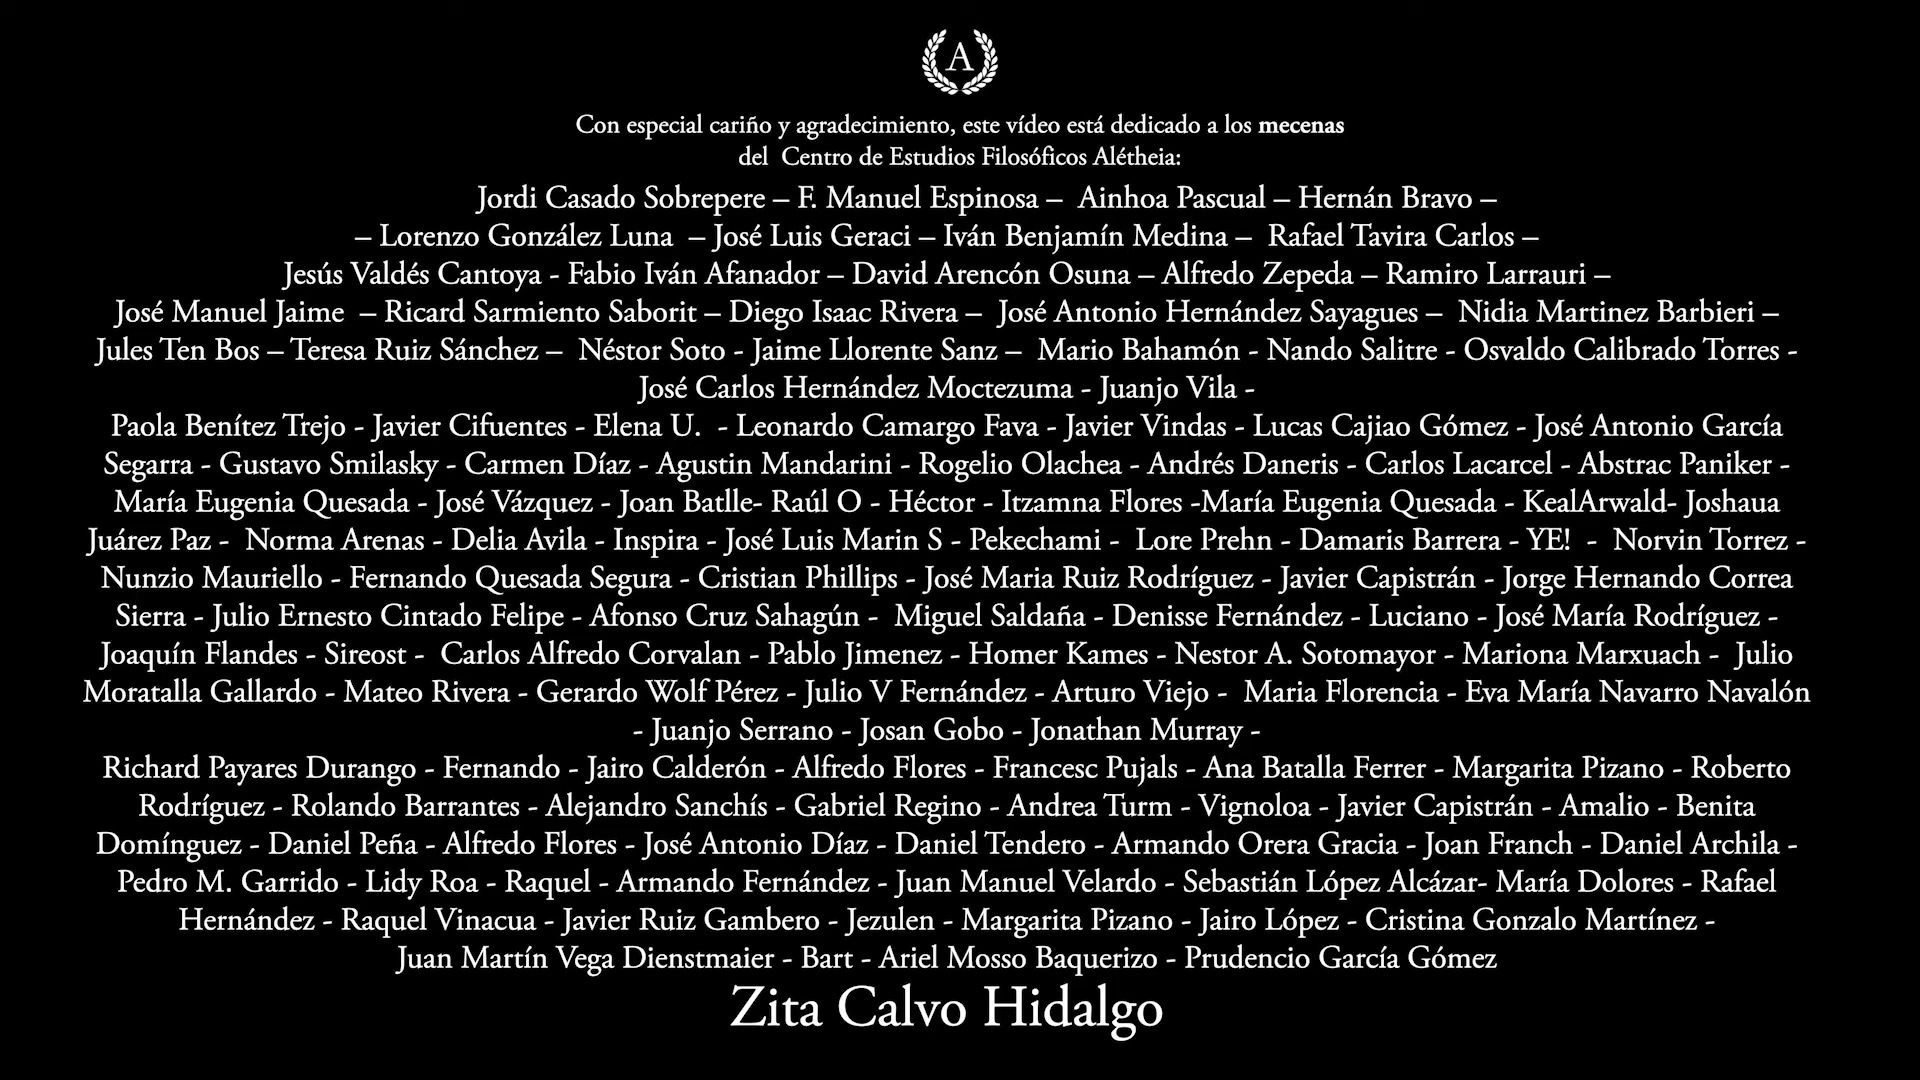 A
Con especial cariño y agradecimiento, este vídeo está dedicado a los mecenas
del  Centro de Estudios Filosóficos Alétheia:
Jordi Casado Sobrepere – F. Manuel Espinosa –  Ainhoa Pascual – Hernán Bravo –
– Lorenzo González Luna  – José Luis Geraci – Iván Benjamín Medina –  Rafael Tavira Carlos –
Jesús Valdés Cantoya - Fabio Iván Afanador – David Arencón Osuna – Alfredo Zepeda – Ramiro Larrauri –
José Manuel Jaime  – Ricard Sarmiento Saborit – Diego Isaac Rivera –  José Antonio Hernández Sayagues –  Nidia Martinez Barbieri –
Jules Ten Bos – Teresa Ruiz Sánchez –  Néstor Soto - Jaime Llorente Sanz –  Mario Bahamón - Nando Salitre - Osvaldo Calibrado Torres -
José Carlos Hernández Moctezuma - Juanjo Vila -
Paola Benítez Trejo - Javier Cifuentes - Elena U.  - Leonardo Camargo Fava - Javier Vindas - Lucas Cajiao Gómez - José Antonio García
Segarra - Gustavo Smilasky - Carmen Díaz - Agustin Mandarini - Rogelio Olachea - Andrés Daneris - Carlos Lacarcel - Abstrac Paniker -
María Eugenia Quesada - José Vázquez - Joan Batlle- Raúl O - Héctor - Itzamna Flores -María Eugenia Quesada - KealArwald- Joshaua
Juárez Paz -  Norma Arenas - Delia Avila - Inspira - José Luis Marin S - Pekechami -  Lore Prehn - Damaris Barrera - YE!  -  Norvin Torrez -
Nunzio Mauriello - Fernando Quesada Segura - Cristian Phillips - José Maria Ruiz Rodríguez - Javier Capistrán - Jorge Hernando Correa
Sierra - Julio Ernesto Cintado Felipe - Afonso Cruz Sahagún -  Miguel Saldaña - Denisse Fernández - Luciano - José María Rodríguez -
Joaquín Flandes - Sireost -  Carlos Alfredo Corvalan - Pablo Jimenez - Homer Kames - Nestor A. Sotomayor - Mariona Marxuach -  Julio
Moratalla Gallardo - Mateo Rivera - Gerardo Wolf Pérez - Julio V Fernández - Arturo Viejo -  Maria Florencia - Eva María Navarro Navalón
- Juanjo Serrano - Josan Gobo - Jonathan Murray -
Richard Payares Durango - Fernando - Jairo Calderón - Alfredo Flores - Francesc Pujals - Ana Batalla Ferrer - Margarita Pizano - Roberto
Rodríguez - Rolando Barrantes - Alejandro Sanchís - Gabriel Regino - Andrea Turm - Vignoloa - Javier Capistrán - Amalio - Benita
Domínguez - Daniel Peña - Alfredo Flores - José Antonio Díaz - Daniel Tendero - Armando Orera Gracia - Joan Franch - Daniel Archila -
Pedro M. Garrido - Lidy Roa - Raquel - Armando Fernández - Juan Manuel Velardo - Sebastián López Alcázar- María Dolores - Rafael
Hernández - Raquel Vinacua - Javier Ruiz Gambero - Jezulen - Margarita Pizano - Jairo López - Cristina Gonzalo Martínez -
Juan Martín Vega Dienstmaier - Bart - Ariel Mosso Baquerizo - Prudencio García Gómez
Zita Calvo Hidalgo